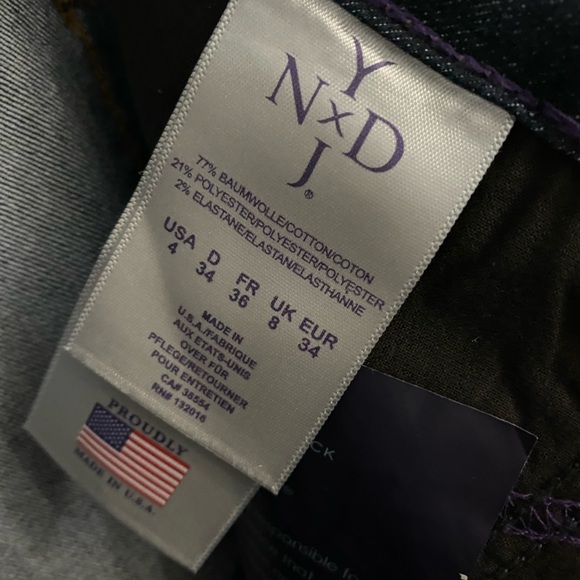 Y
N x D
J®
77% BAUMWOLLE/COTTON/COTON
21% POLYESTER/POLYESTER/POLYESTER
2% ELASTANE/ELASTAN/ELASTHANNE
USA D FR UK EUR
4 34 36 8 34
MADE IN
U.S.A./FABRIQUE
AUX ETATS-UNIS
OVER FÜR
PFLEGE/RETOURNER
POUR ENTRETIEN
CA# 38554
RN# 132016
PROUDLY
MADE IN U.S.A.
CK